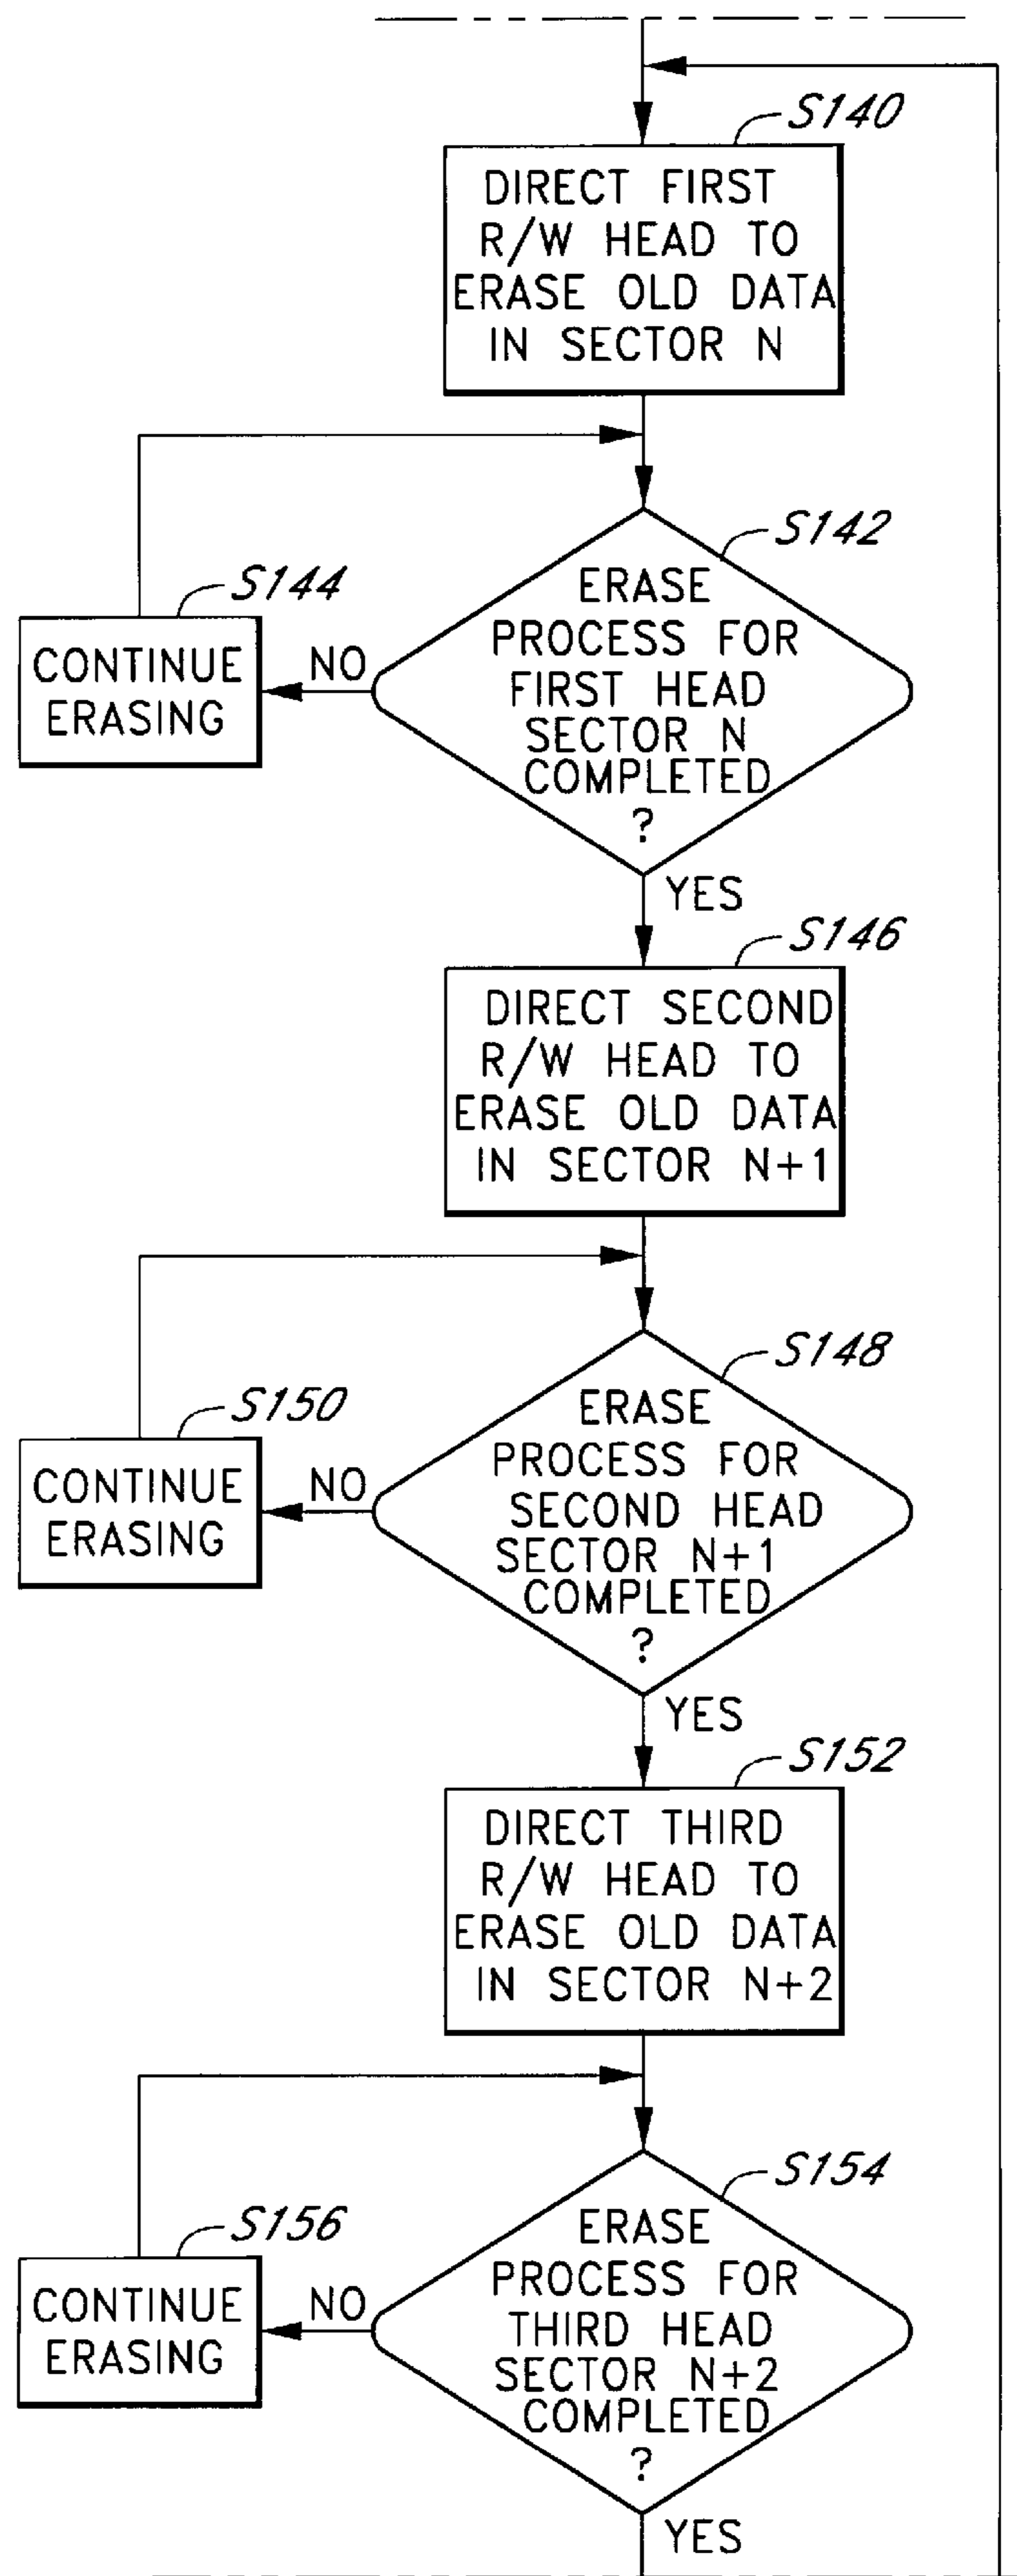 S140
DIRECT FIRST
R/W HEAD TO
ERASE OLD DATA
IN SECTOR N
S142
ERASE
PROCESS FOR
FIRST HEAD
SECTOR N
COMPLETED
?
S144
NO
CONTINUE
ERASING
YES
S146
DIRECT SECOND
R/W HEAD TO
ERASE OLD DATA
IN SECTOR N+1
S148
ERASE
PROCESS FOR
SECOND HEAD
SECTOR N+1
COMPLETED
?
S150
NO
CONTINUE
ERASING
YES
S152
DIRECT THIRD
R/W HEAD TO
ERASE OLD DATA
IN SECTOR N+2
S154
ERASE
PROCESS FOR
THIRD HEAD
SECTOR N+2
COMPLETED
?
S156
NO
CONTINUE
ERASING
YES